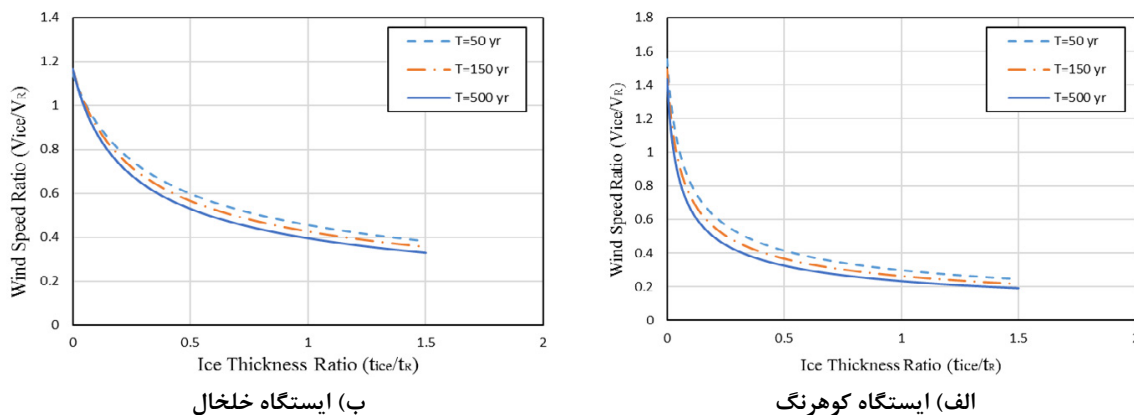 1.4
1.2
1
0.8
0.6
0.4
0.2
0
Wind Speed Ratio (Vice/VR)
T=50 yr
T=150 yr
T=500 yr
0 0.5 1 1.5 2
Ice Thickness Ratio (tice/tR)
ب) ایستگاه خلخال
1.8
1.6
1.4
1.2
1
0.8
0.6
0.4
0.2
0
Wind Speed Ratio (Vice/VR)
T=50 yr
T=150 yr
T=500 yr
0 0.5 1 1.5 2
Ice Thickness Ratio (tice/tR)
الف) ایستگاه کوهرنگ